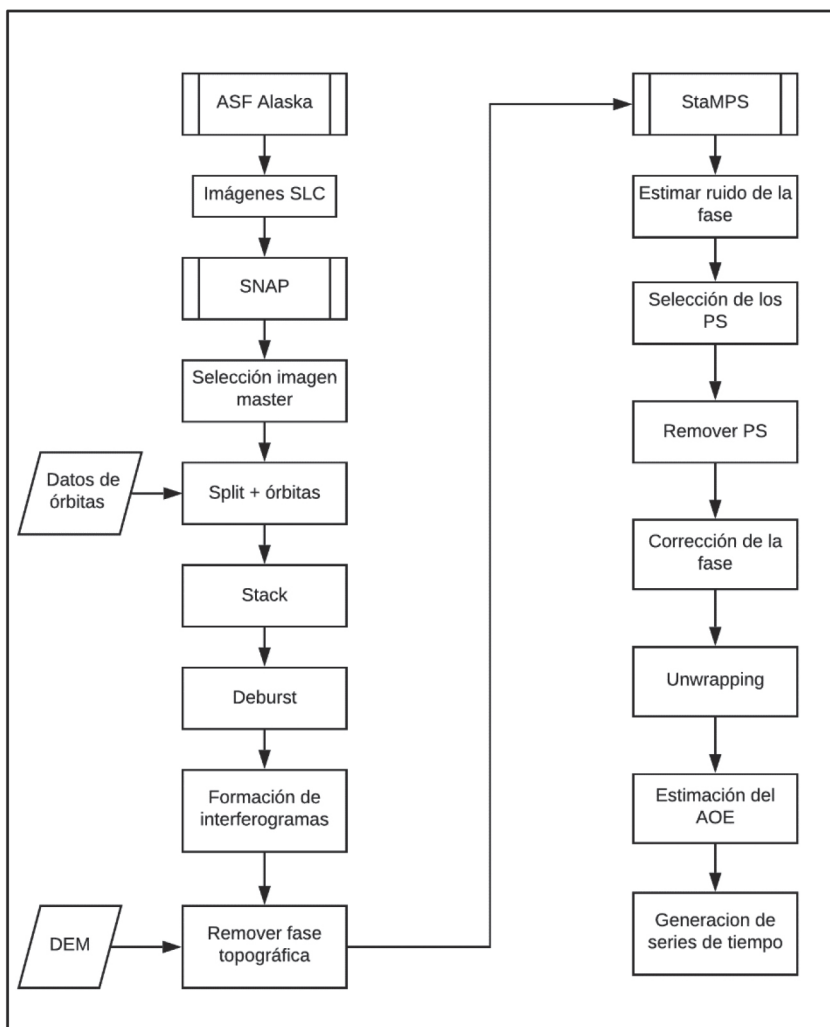 ASF Alaska
Imágenes SLC
SNAP
Selección imagen
master
Datos de
órbitas
Split + órbitas
Stack
Deburst
Formación de
interferogramas
DEM
Remover fase
topográfica
StaMPS
Estimar ruido de la
fase
Selección de los
PS
Remover PS
Corrección de la
fase
Unwrapping
Estimación del
AOE
Generacion de
series de tiempo